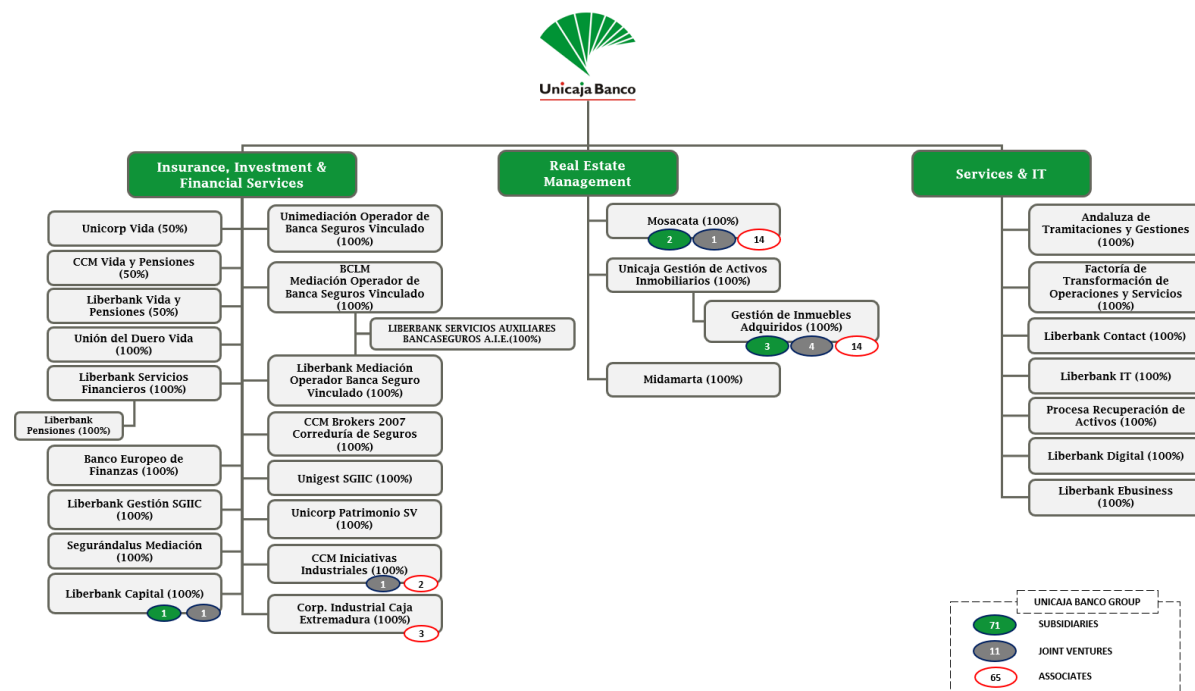 Unicaja Banco
Insurance, Investment &
Financial Services
Unicorp Vida (50%)
CCM Vida y Pensiones
(50%)
Liberbank Vida y
Pensiones (50%)
Unión del Duero Vida
(100%)
Liberbank Servicios
Financieros (100%)
Liberbank
Pensiones (100%)
Banco Europeo de
Finanzas (100%)
Liberbank Gestión SGIIC
(100%)
Segurándalus Mediación
(100%)
Liberbank Capital (100%)
1
1
Unimediación Operador de
Banca Seguros Vinculado
(100%)
BCLM
Mediación Operador de
Banca Seguros Vinculado
(100%)
LIBERBANK SERVICIOS AUXILIARES
BANCASEGUROS A.I.E.(100%)
Liberbank Mediación
Operador Banca Seguro
Vinculado (100%)
CCM Brokers 2007
Correduría de Seguros
(100%)
Unigest SGIIC (100%)
Unicorp Patrimonio SV
(100%)
CCM Iniciativas
Industriales (100%)
1
2
Corp. Industrial Caja
Extremadura (100%)
3
Real Estate
Management
Mosacata (100%)
2
1
14
Unicaja Gestión de Activos
Inmobiliarios (100%)
Gestión de Inmuebles
Adquiridos (100%)
3
4
14
Midamarta (100%)
Services & IT
Andaluza de
Tramitaciones y Gestiones
(100%)
Factoría de
Transformación de
Operaciones y Servicios
(100%)
Liberbank Contact (100%)
Liberbank IT (100%)
Procesa Recuperación de
Activos (100%)
Liberbank Digital (100%)
Liberbank Ebusiness
(100%)
UNICAJA BANCO GROUP
71 SUBSIDIARIES
11 JOINT VENTURES
65 ASSOCIATES